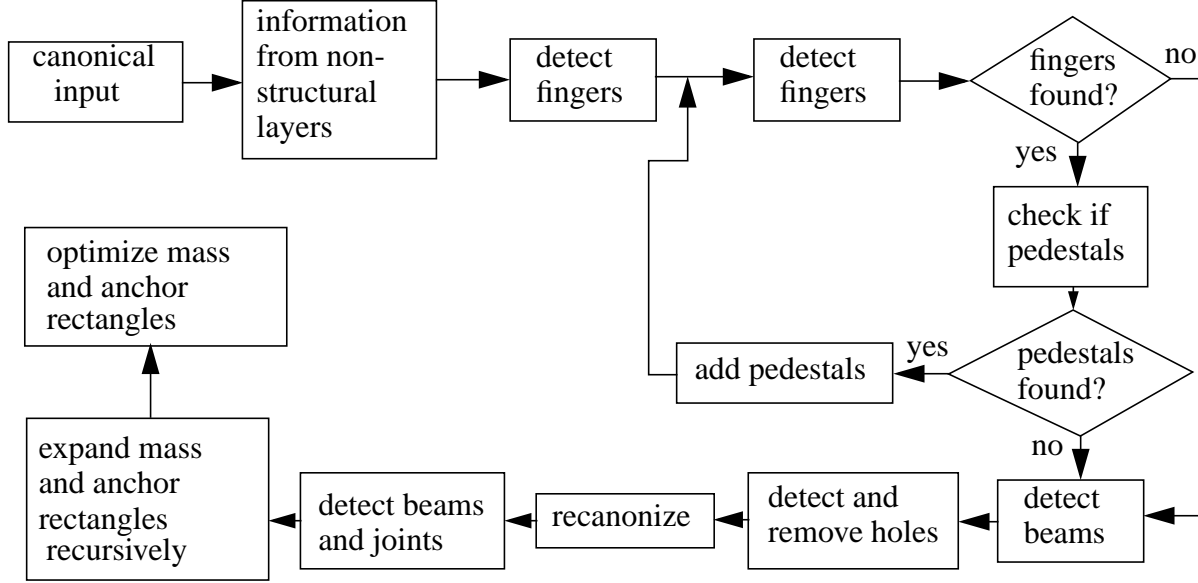 canonical
input
information
from non-
structural
layers
detect
fingers
detect
fingers
fingers
found?
no
yes
check if
pedestals
pedestals
found?
yes
add pedestals
no
detect
beams
detect and
remove holes
recanonize
detect beams
and joints
expand mass
and anchor
rectangles
recursively
optimize mass
and anchor
rectangles